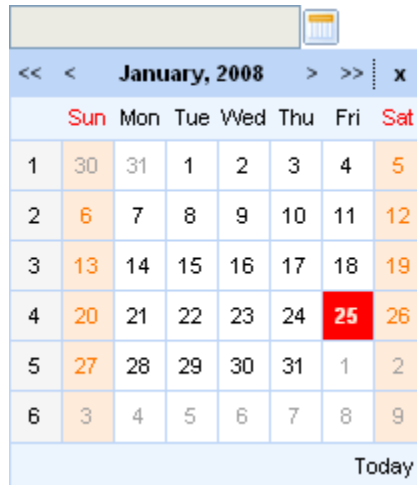 << < January, 2008 > >> x
Sun Mon Tue Wed Thu Fri Sat
1 30 31 1 2 3 4 5
2 6 7 8 9 10 11 12
3 13 14 15 16 17 18 19
4 20 21 22 23 24 25 26
5 27 28 29 30 31 1 2
6 3 4 5 6 7 8 9
Today